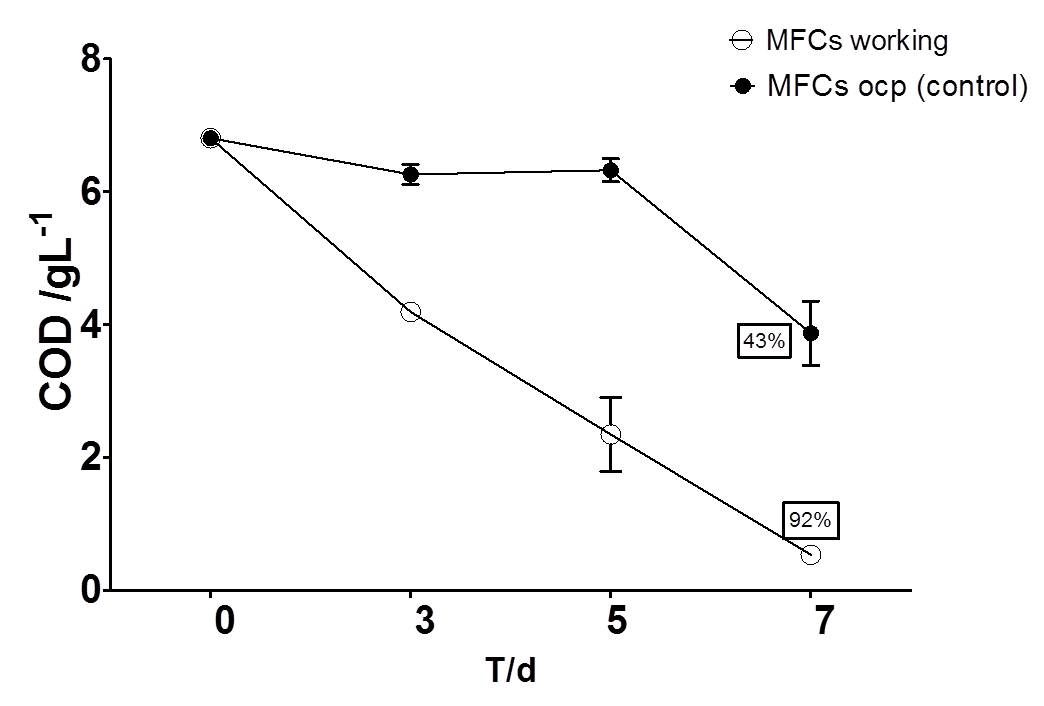 MFCs working
MFCs ocp (control)
8
6
4
2
0
COD /gL⁻¹
43%
92%
0 3 5 7
T/d